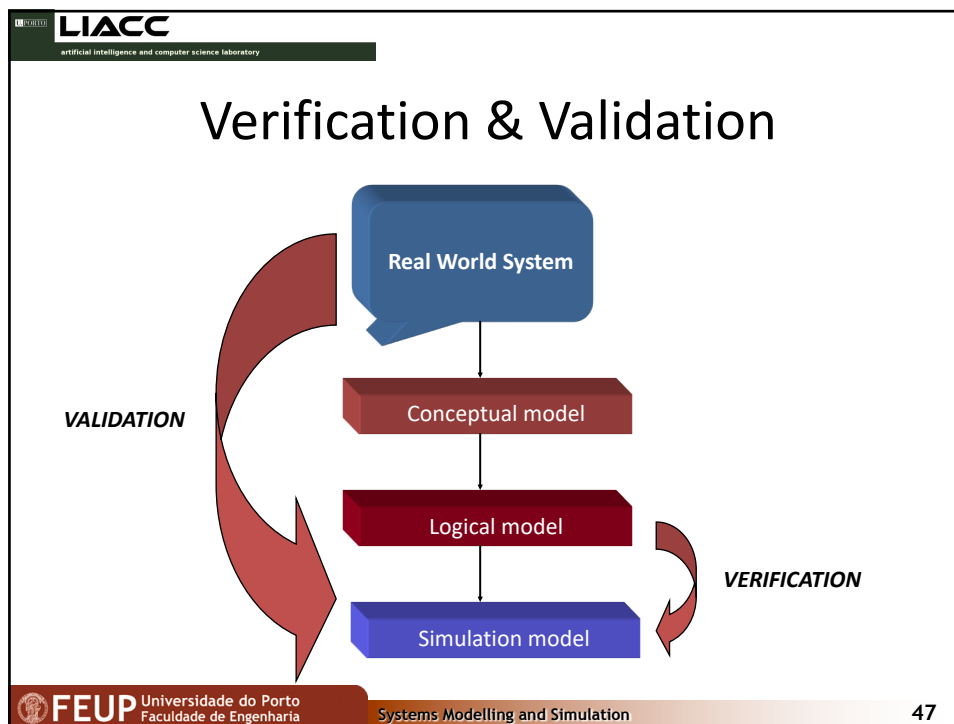 U.PORTO
LIACC
artificial intelligence and computer science laboratory
Verification & Validation
Real World System
Conceptual model
VALIDATION
Logical model
VERIFICATION
Simulation model
FEUP Universidade do Porto
Faculdade de Engenharia
Systems Modelling and Simulation
47